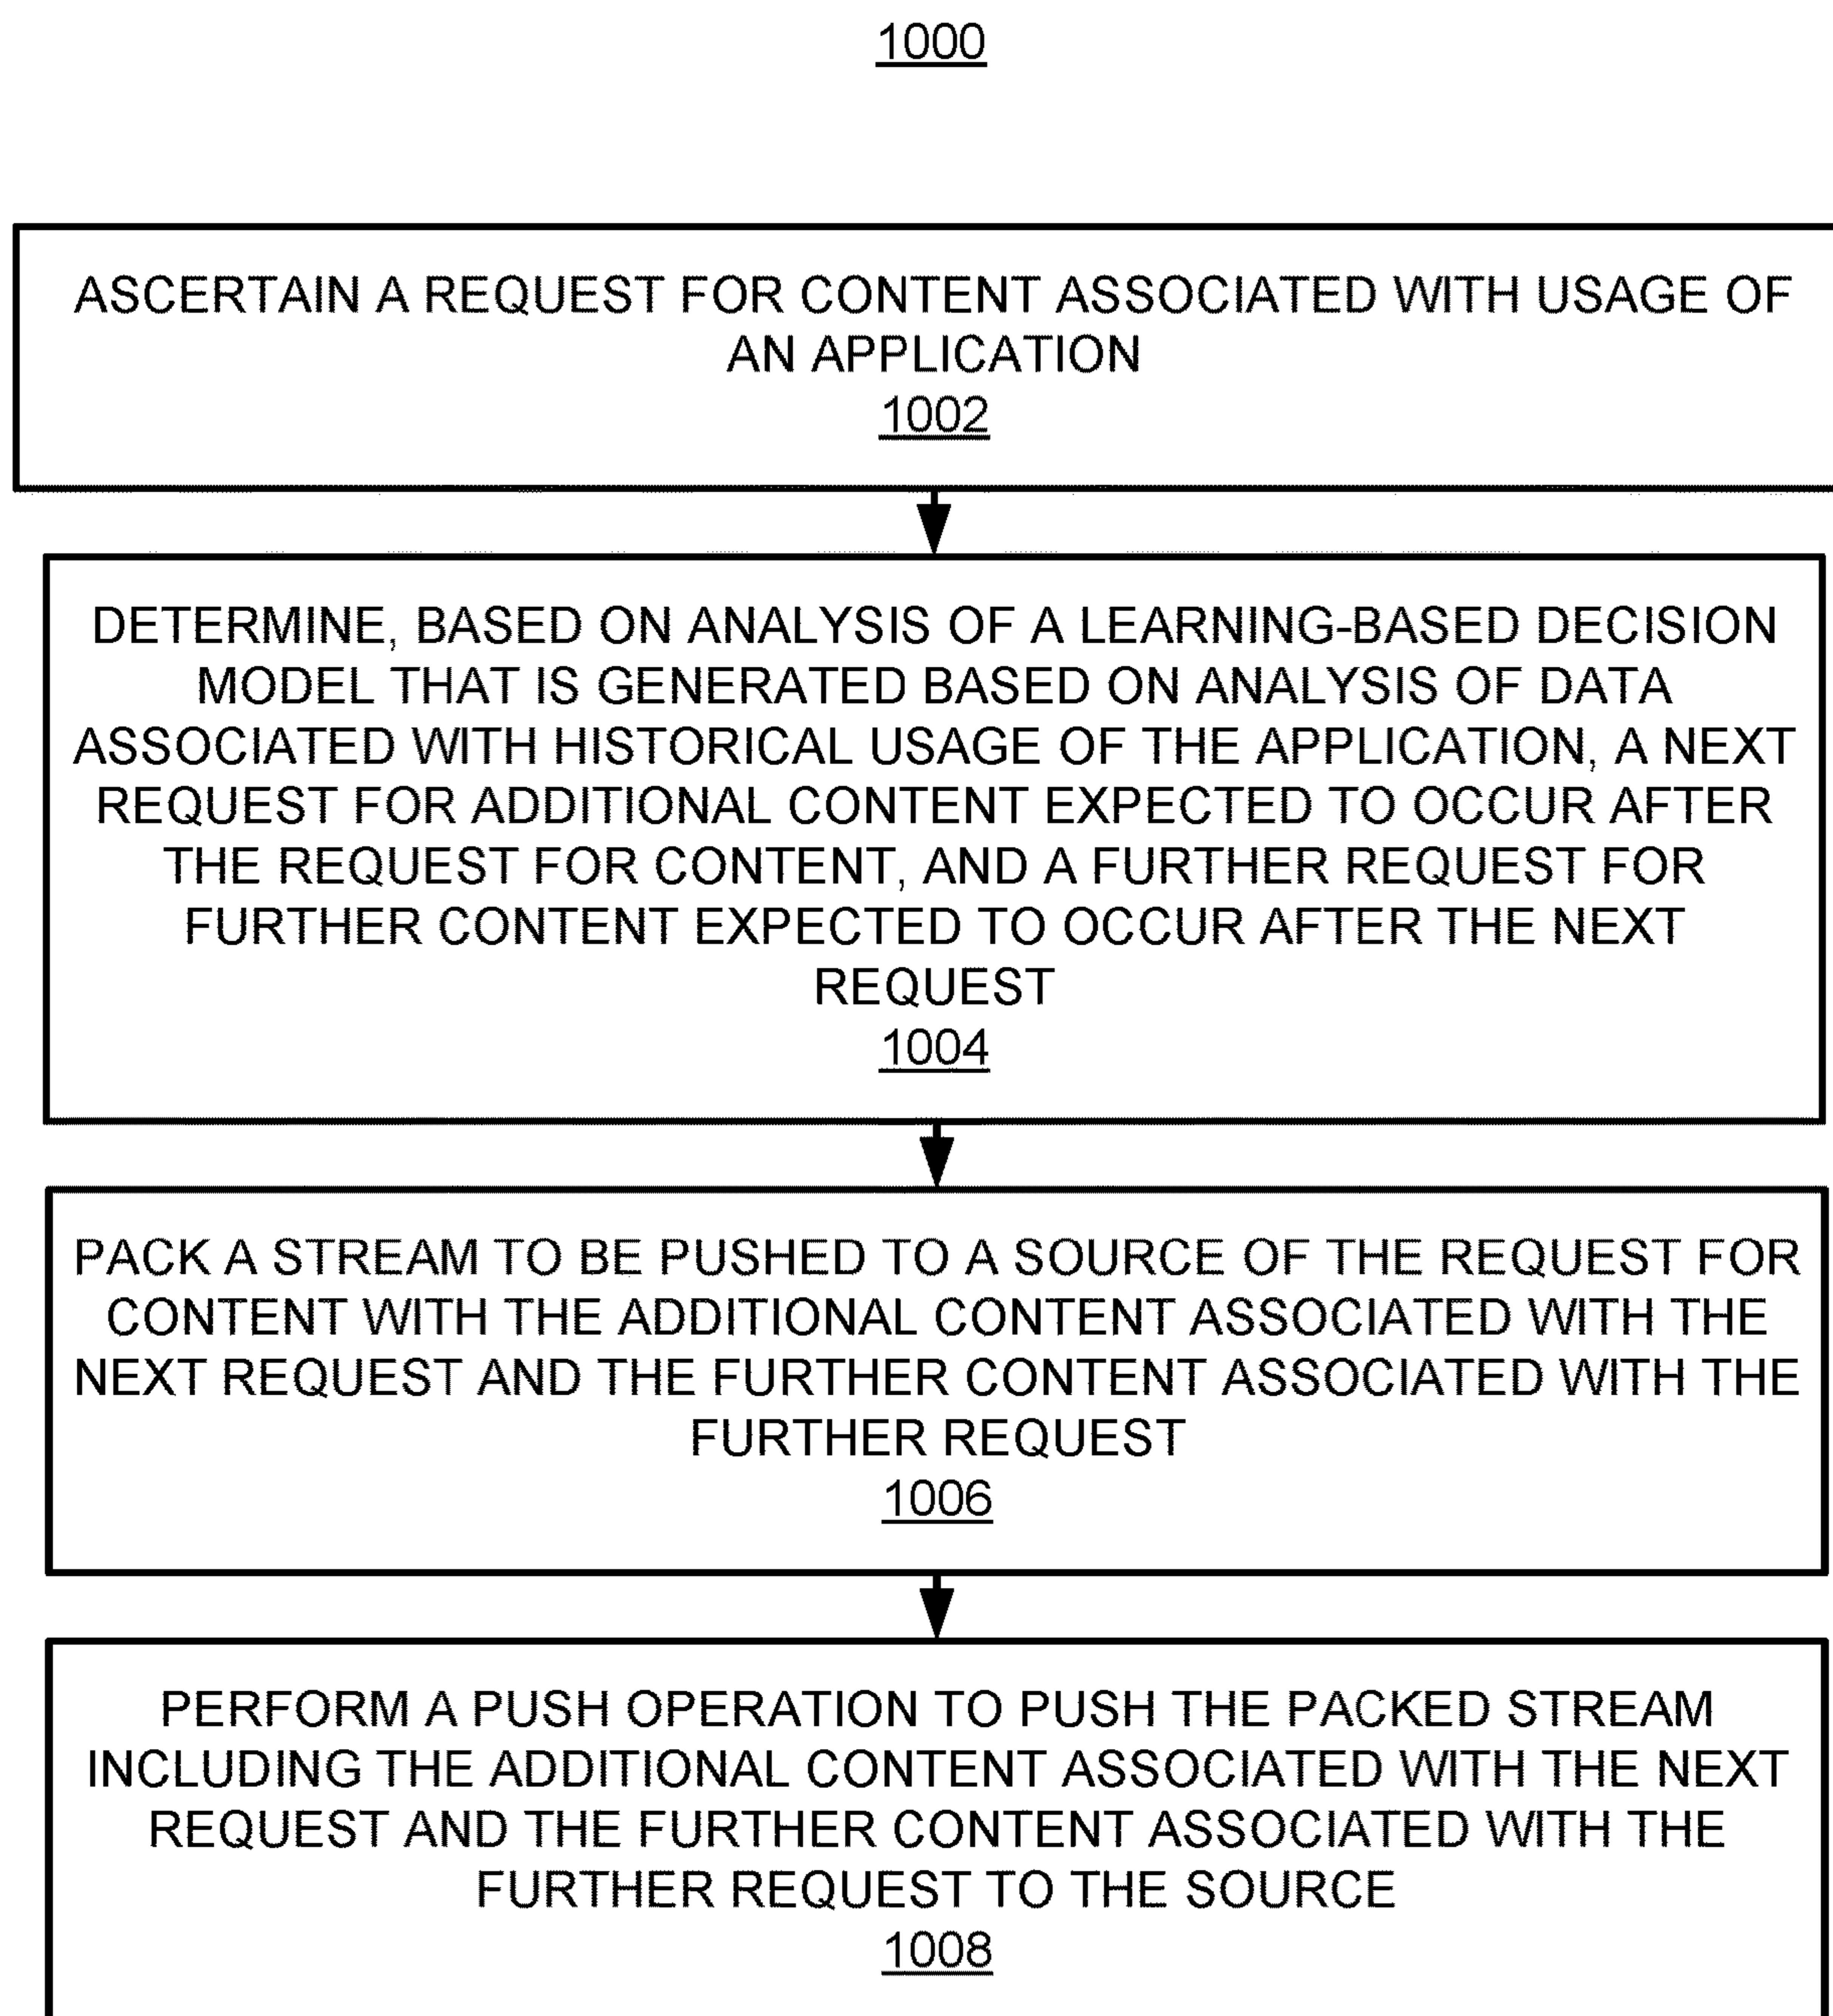 1000
ASCERTAIN A REQUEST FOR CONTENT ASSOCIATED WITH USAGE OF
AN APPLICATION
1002
DETERMINE, BASED ON ANALYSIS OF A LEARNING-BASED DECISION
MODEL THAT IS GENERATED BASED ON ANALYSIS OF DATA
ASSOCIATED WITH HISTORICAL USAGE OF THE APPLICATION, A NEXT
REQUEST FOR ADDITIONAL CONTENT EXPECTED TO OCCUR AFTER
THE REQUEST FOR CONTENT, AND A FURTHER REQUEST FOR
FURTHER CONTENT EXPECTED TO OCCUR AFTER THE NEXT
REQUEST
1004
PACK A STREAM TO BE PUSHED TO A SOURCE OF THE REQUEST FOR
CONTENT WITH THE ADDITIONAL CONTENT ASSOCIATED WITH THE
NEXT REQUEST AND THE FURTHER CONTENT ASSOCIATED WITH THE
FURTHER REQUEST
1006
PERFORM A PUSH OPERATION TO PUSH THE PACKED STREAM
INCLUDING THE ADDITIONAL CONTENT ASSOCIATED WITH THE NEXT
REQUEST AND THE FURTHER CONTENT ASSOCIATED WITH THE
FURTHER REQUEST TO THE SOURCE
1008